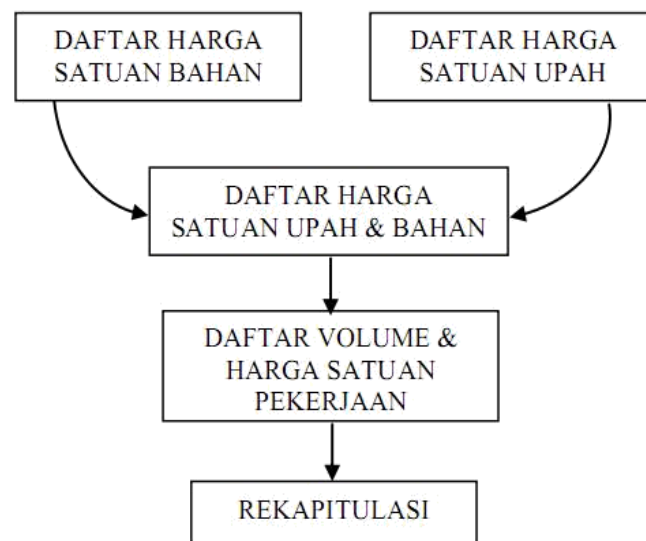 DAFTAR HARGA
SATUAN BAHAN
DAFTAR HARGA
SATUAN UPAH
DAFTAR HARGA
SATUAN UPAH & BAHAN
DAFTAR VOLUME &
HARGA SATUAN
PEKERJAAN
REKAPITULASI